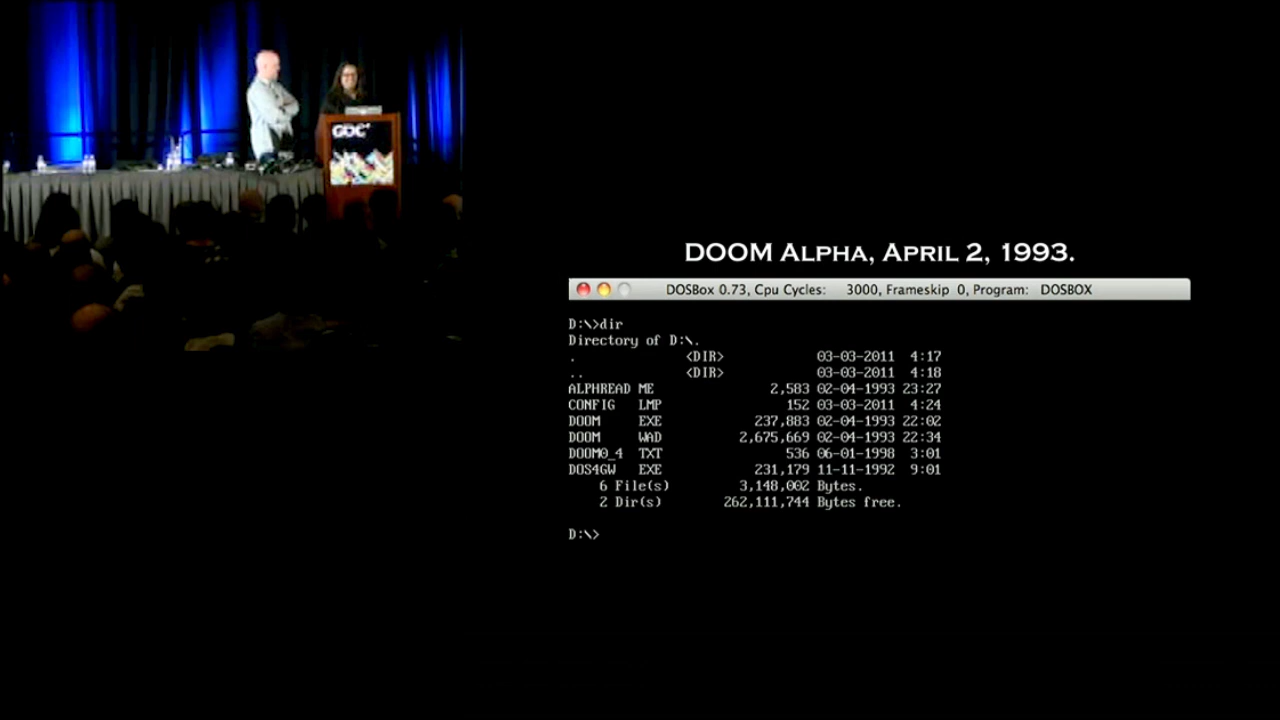 GDC
DOOM ALPHA, APRIL 2, 1993.
DOSBox 0.73, Cpu Cycles: 3000, Frameskip 0, Program: DOSBOX
D:\>dir
Directory of D:\.
. <DIR> 03-03-2011 4:17
.. <DIR> 03-03-2011 4:18
ALPHREAD ME 2,583 02-04-1993 23:27
CONFIG LMP 152 03-03-2011 4:24
DOOM EXE 237,883 02-04-1993 22:02
DOOM WAD 2,675,669 02-04-1993 22:34
DOOM0_4 TXT 536 06-01-1998 3:01
DOS4GW EXE 231,179 11-11-1992 9:01
6 File(s) 3,148,002 Bytes.
2 Dir(s) 262,111,744 Bytes free.
D:\>